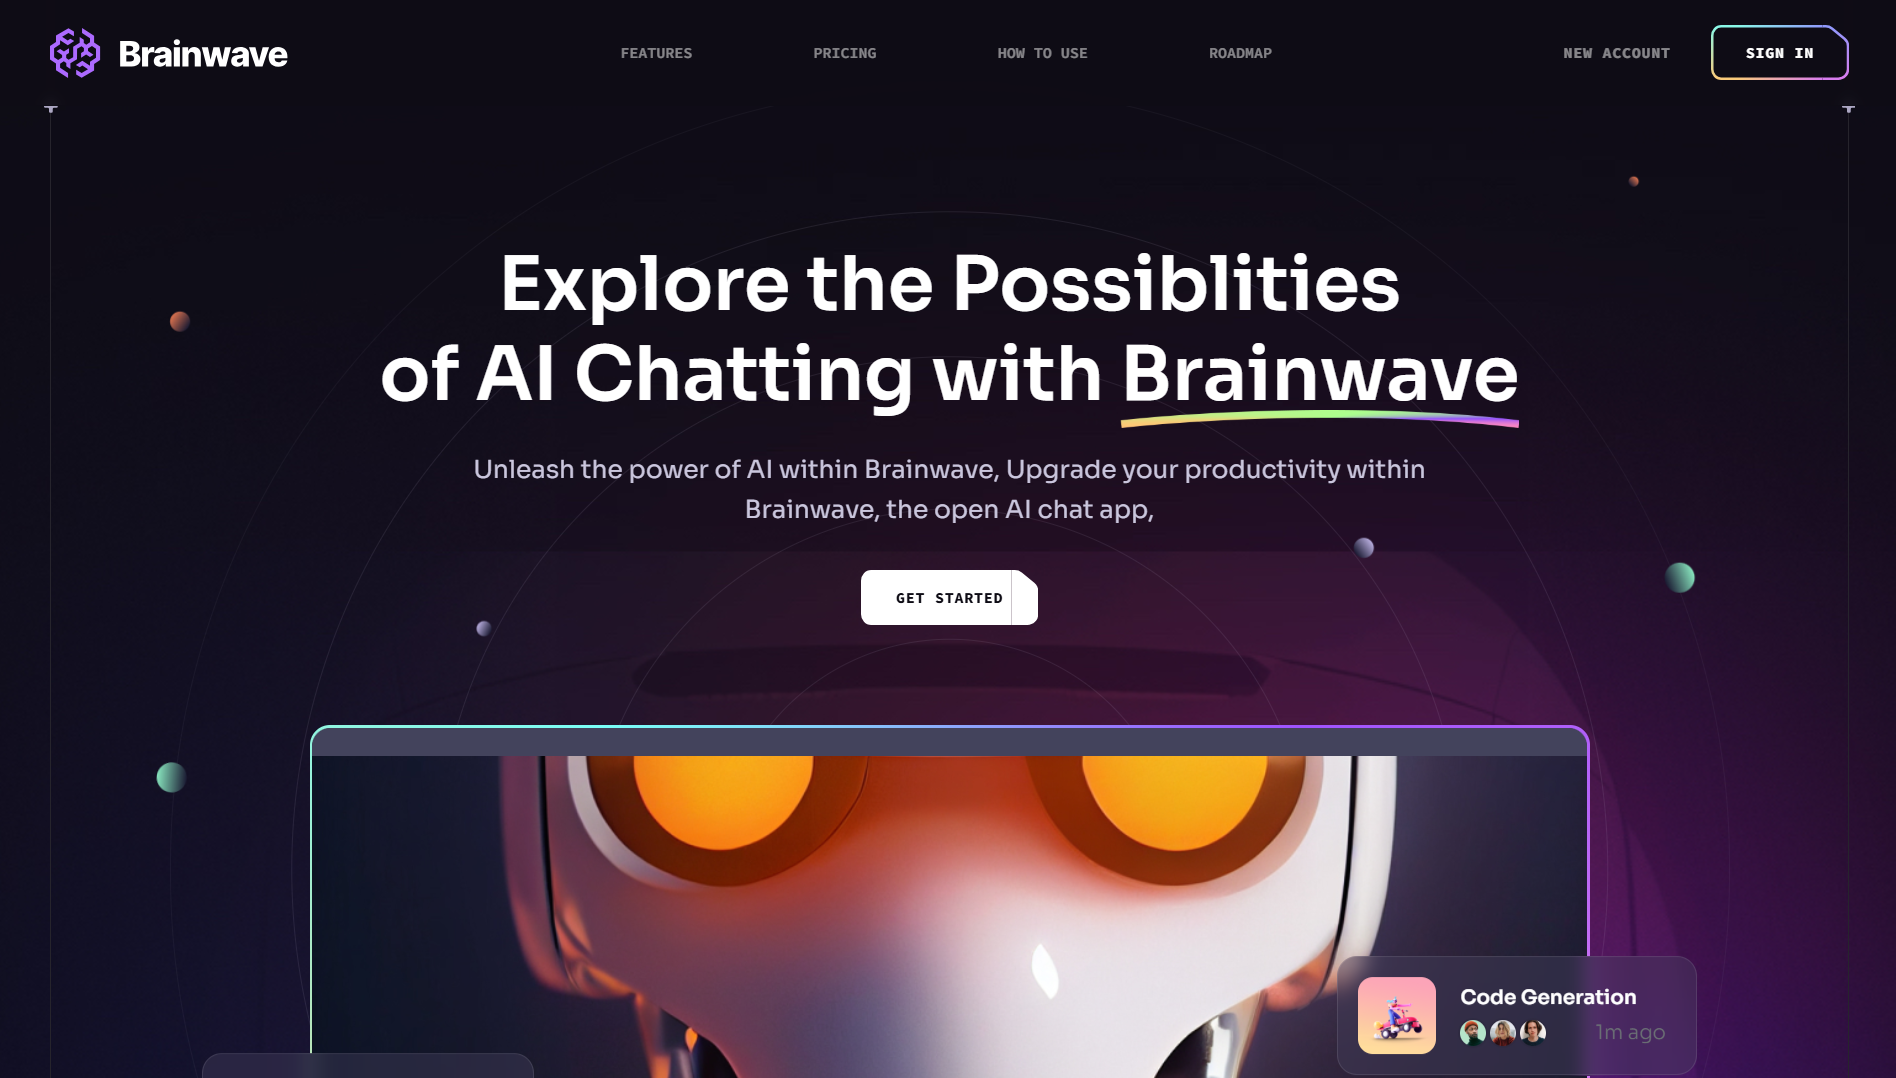 Brainwave
FEATURES
PRICING
HOW TO USE
ROADMAP
NEW ACCOUNT
SIGN IN
Explore the Possiblities
of AI Chatting with Brainwave
Unleash the power of AI within Brainwave, Upgrade your productivity within
Brainwave, the open AI chat app,
GET STARTED
Code Generation
1m ago